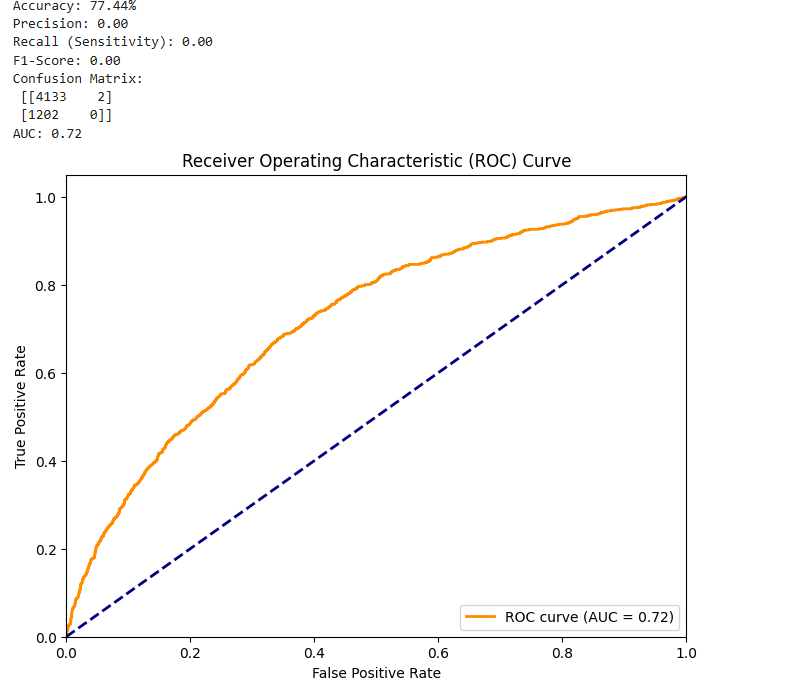 Accuracy: 77.44%
Precision: 0.00
Recall (Sensitivity): 0.00
F1-Score: 0.00
Confusion Matrix:
[[4133    2]
[1202    0]]
AUC: 0.72
Receiver Operating Characteristic (ROC) Curve
True Positive Rate
1.0
0.8
0.6
0.4
0.2
0.0
ROC curve (AUC = 0.72)
0.0 0.2 0.4 0.6 0.8 1.0
False Positive Rate